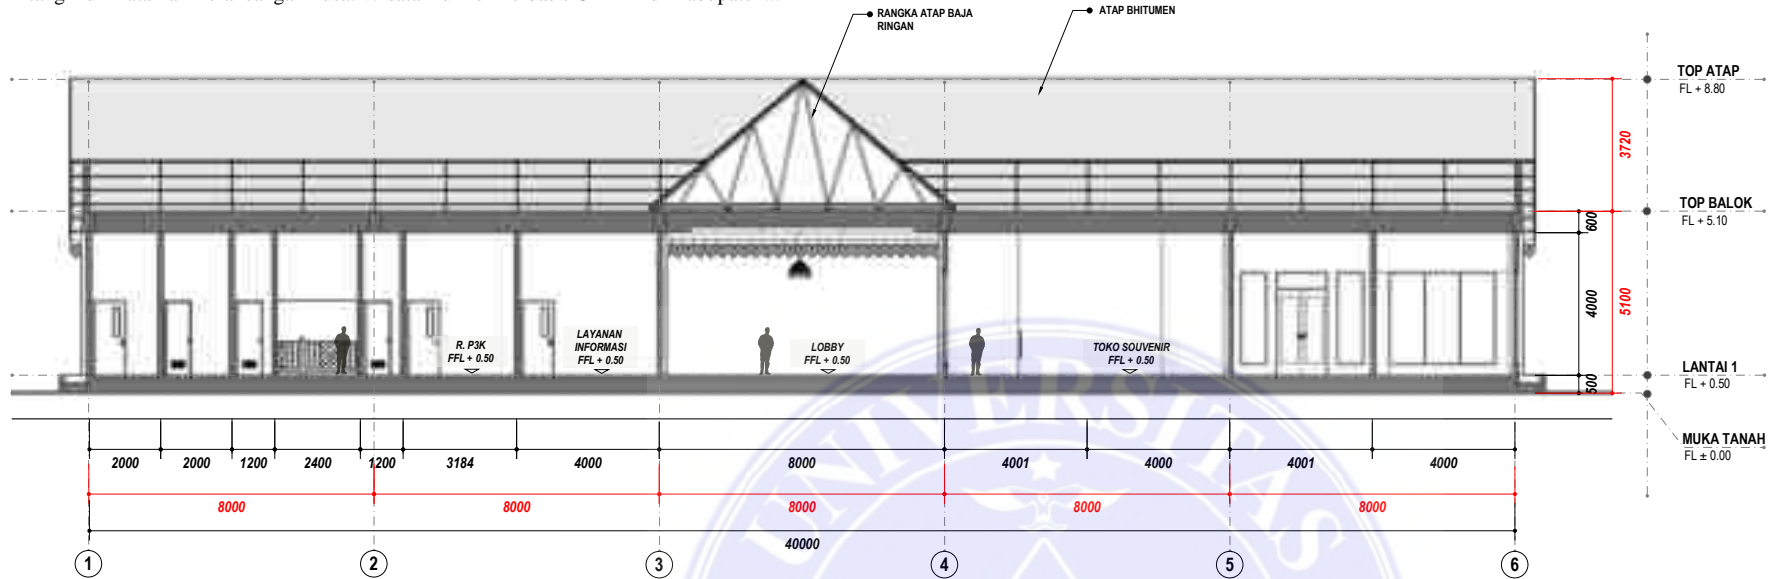 RANGKA ATAP BAJA
RINGAN
ATAP BHITUMEN
TOP ATAP
FL + 8.80
3720
TOP BALOK
FL + 5.10
600
4000
5100
500
LANTAI 1
FL + 0.50
MUKA TANAH
FL ± 0.00
R. P3K
FFL + 0.50
LAYANAN
INFORMASI
FFL + 0.50
LOBBY
FFL + 0.50
TOKO SOUVENIR
FFL + 0.50
2000 2000 1200 2400 1200 3184 4000 8000 4001 4000 4001 4000
8000 8000 8000 8000 8000
40000
1 2 3 4 5 6
UNIVERSITAS